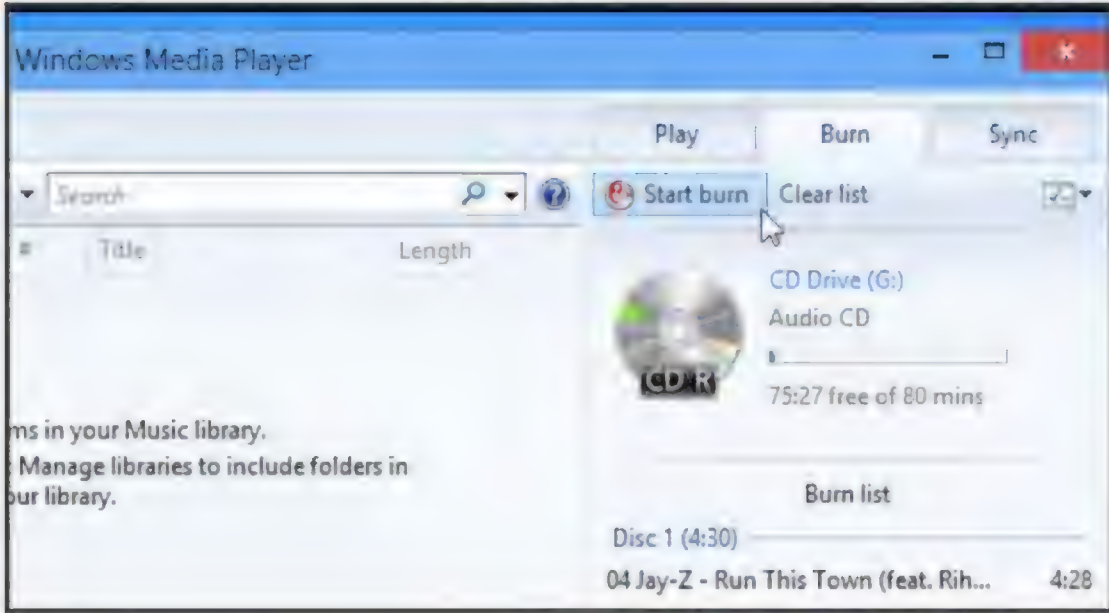 Windows Media Player
Play Burn Sync
Search Start burn Clear list
# Title Length
CD Drive (G:)
Audio CD
CD-R
75:27 free of 80 mins
ms in your Music library.
Manage libraries to include folders in
our library.
Burn list
Disc 1 (4:30)
04 Jay-Z - Run This Town (feat. Rih... 4:28